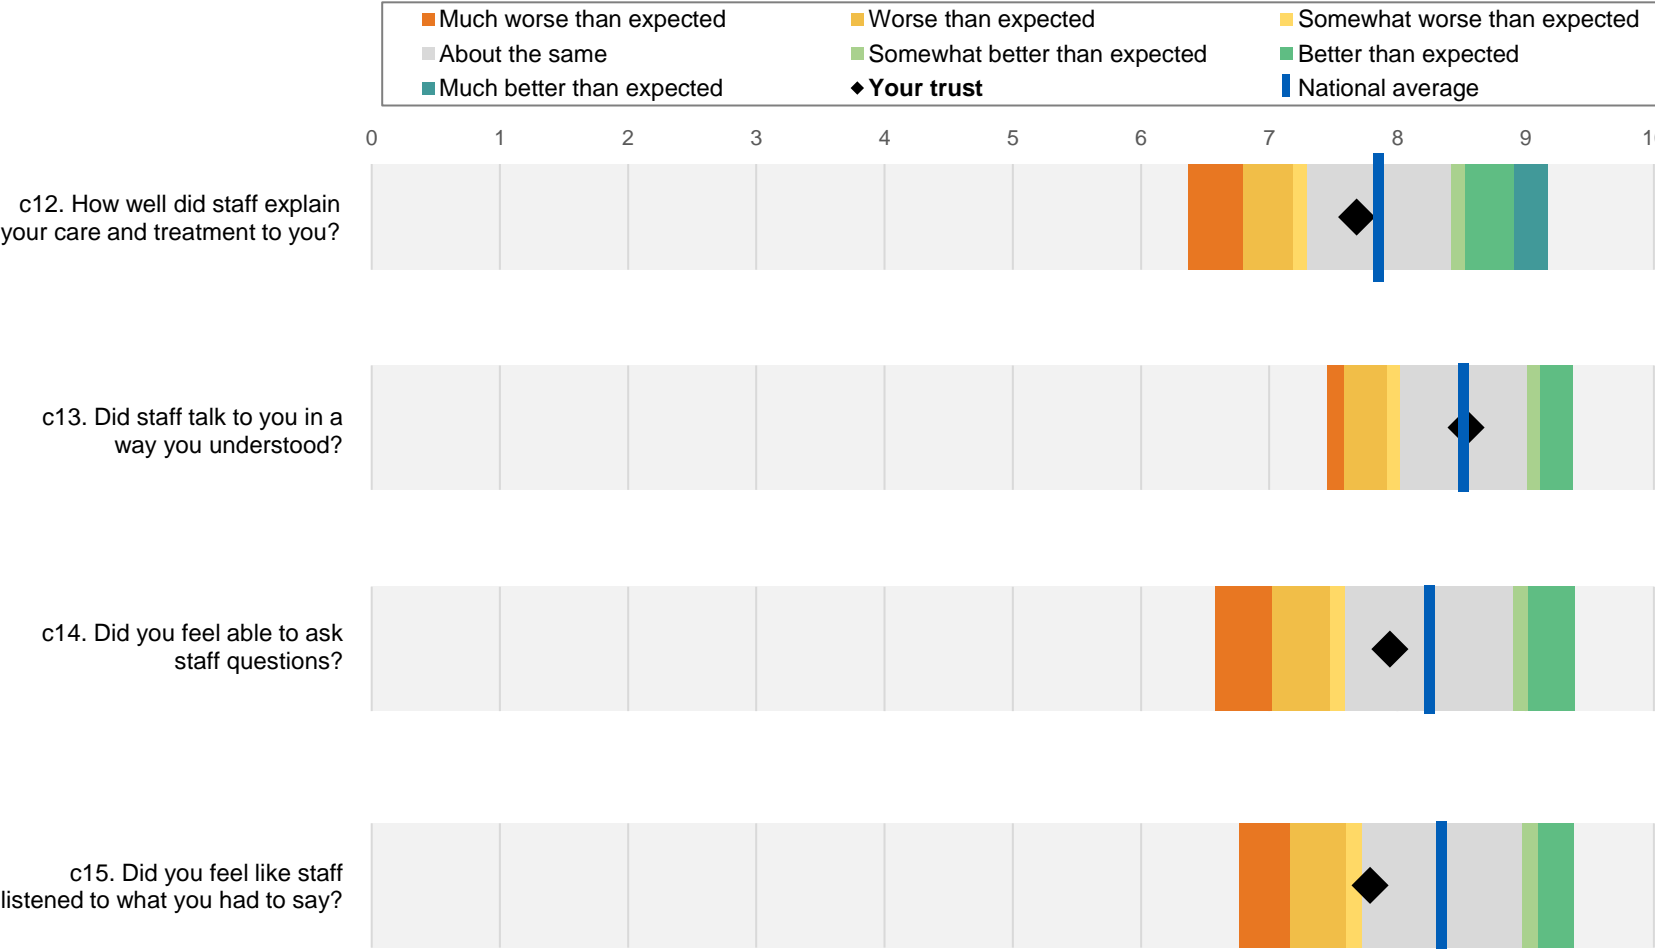 Much worse than expected Worse than expected Somewhat worse than expected
About the same Somewhat better than expected Better than expected
Much better than expected Your trust National average
0 1 2 3 4 5 6 7 8 9
c12. How well did staff explain
your care and treatment to you?
c13. Did staff talk to you in a
way you understood?
c14. Did you feel able to ask
staff questions?
c15. Did you feel like staff
listened to what you had to say?